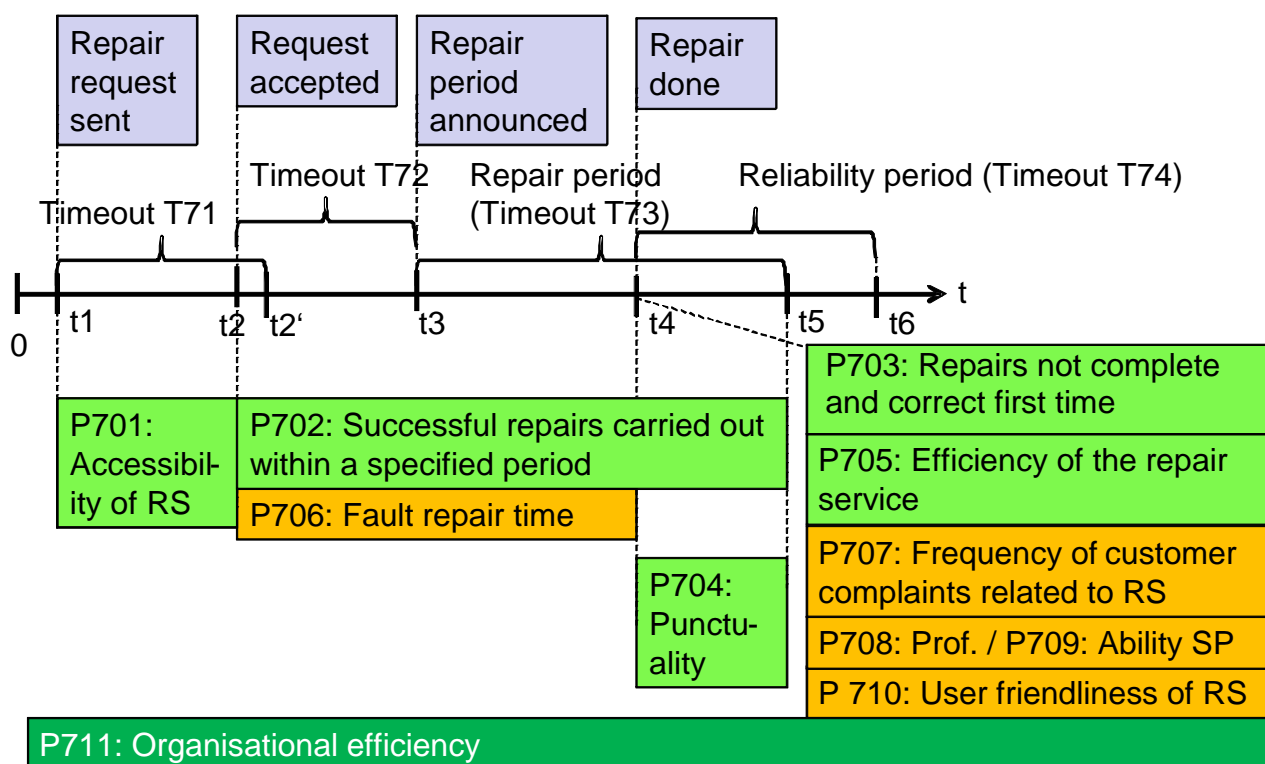 Repair
request
sent
Request
accepted
Repair
period
announced
Repair
done
Timeout T71
Timeout T72
Repair period
(Timeout T73)
Reliability period (Timeout T74)
0
t1
t2
t2‘
t3
t4
t5
t6
t
P701:
Accessibil-
ity of RS
P702: Successful repairs carried out
within a specified period
P706: Fault repair time
P704:
Punctu-
ality
P703: Repairs not complete
and correct first time
P705: Efficiency of the repair
service
P707: Frequency of customer
complaints related to RS
P708: Prof. / P709: Ability SP
P 710: User friendliness of RS
P711: Organisational efficiency